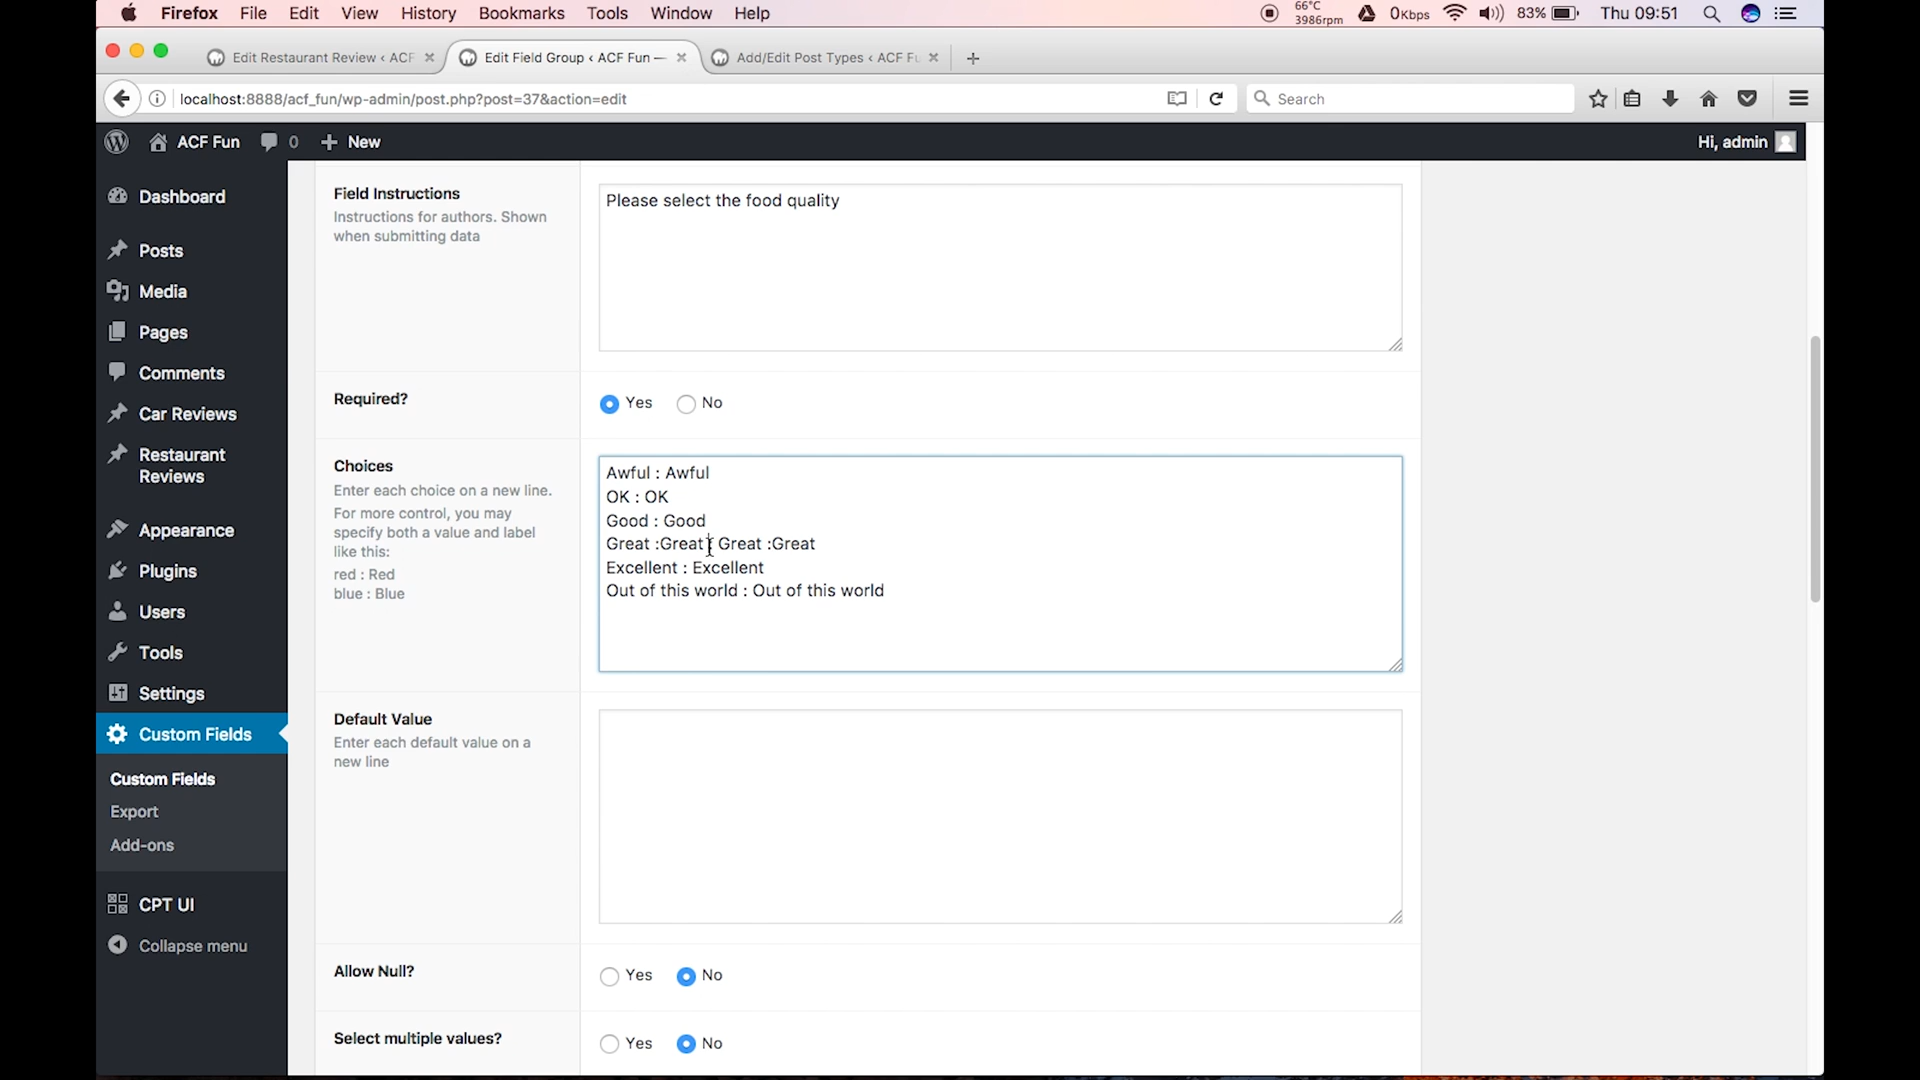 Firefox File Edit View History Bookmarks Tools Window Help 66°C 3986rpm 0Kbps 83% Thu 09:51
Edit Restaurant Review ‹ ACF Edit Field Group ‹ ACF Fun — Add/Edit Post Types ‹ ACF Fu
localhost:8888/acf_fun/wp-admin/post.php?post=37&action=edit Search
ACF Fun 0 New Hi, admin
Dashboard
Posts
Media
Pages
Comments
Car Reviews
Restaurant
Reviews
Appearance
Plugins
Users
Tools
Settings
Custom Fields
Custom Fields
Export
Add-ons
CPT UI
Collapse menu
Field Instructions
Instructions for authors. Shown
when submitting data
Please select the food quality
Required?
Yes No
Choices
Enter each choice on a new line.
For more control, you may
specify both a value and label
like this:
red : Red
blue : Blue
Awful : Awful
OK : OK
Good : Good
Great :Great : Great :Great
Excellent : Excellent
Out of this world : Out of this world
Default Value
Enter each default value on a
new line
Allow Null?
Yes No
Select multiple values?
Yes No